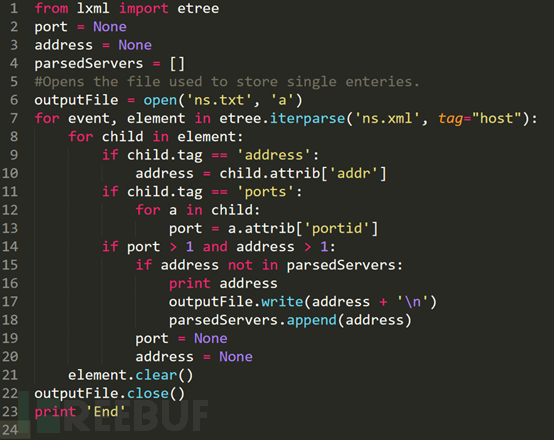 1 from lxml import etree
2 port = None
3 address = None
4 parsedServers = []
5 #Opens the file used to store single enteries.
6 outputFile = open('ns.txt', 'a')
7 for event, element in etree.iterparse('ns.xml', tag="host"):
8     for child in element:
9         if child.tag == 'address':
10             address = child.attrib['addr']
11         if child.tag == 'ports':
12             for a in child:
13                 port = a.attrib['portid']
14         if port > 1 and address > 1:
15             if address not in parsedServers:
16                 print address
17                 outputFile.write(address + '\n')
18                 parsedServers.append(address)
19             port = None
20             address = None
21     element.clear()
22 outputFile.close()
23 print 'End'
24
REEBUF